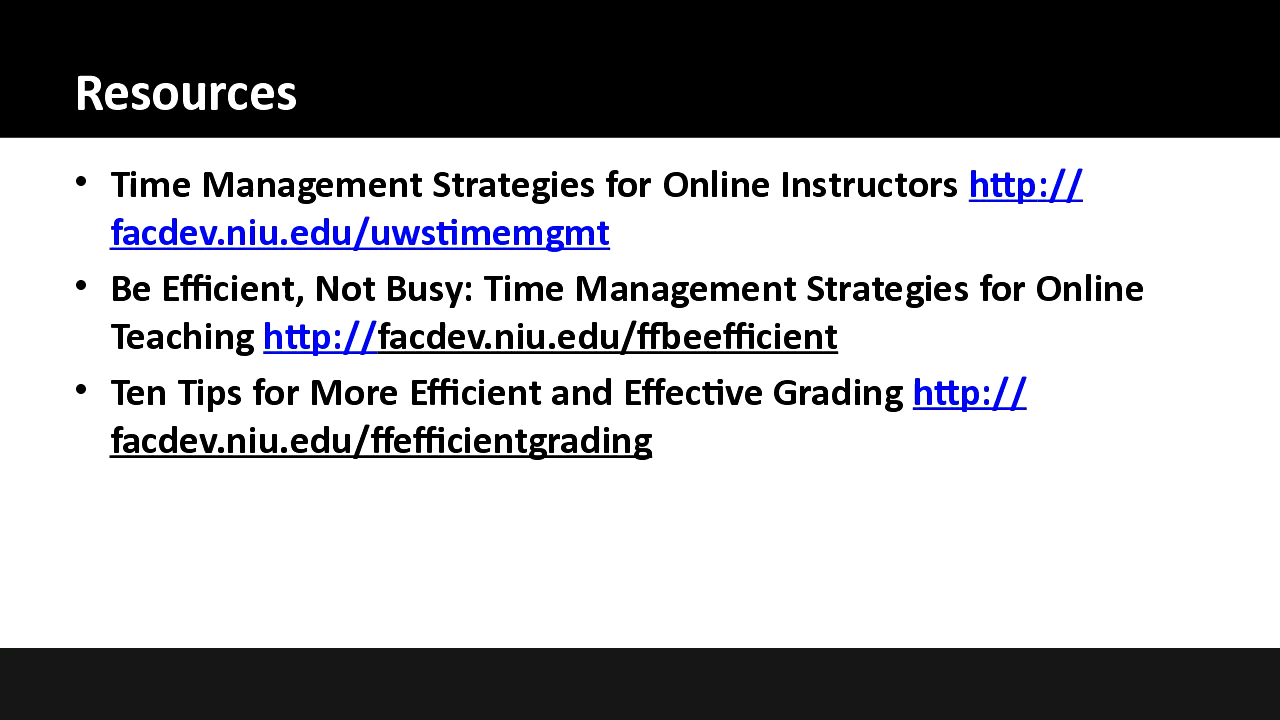 Resources
• Time Management Strategies for Online Instructors http://
facdev.niu.edu/uwstimemgmt
• Be Efficient, Not Busy: Time Management Strategies for Online
Teaching http://facdev.niu.edu/ffbeefficient
• Ten Tips for More Efficient and Effective Grading http://
facdev.niu.edu/ffefficientgrading